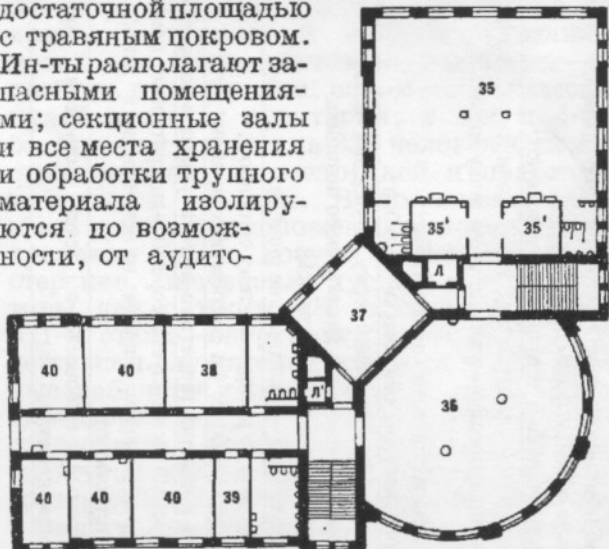 достаточной площадью
с травяным покровом.
Ин-ты располагают за-
пасными помещения-
ми; секционные залы
и все места хранения
и обработки трупного
материала изолиру-
ются, по возмож-
ности, от аудито-
35
35' 35'
Л
37
40 40 38
Л'
36
40 40 40 39